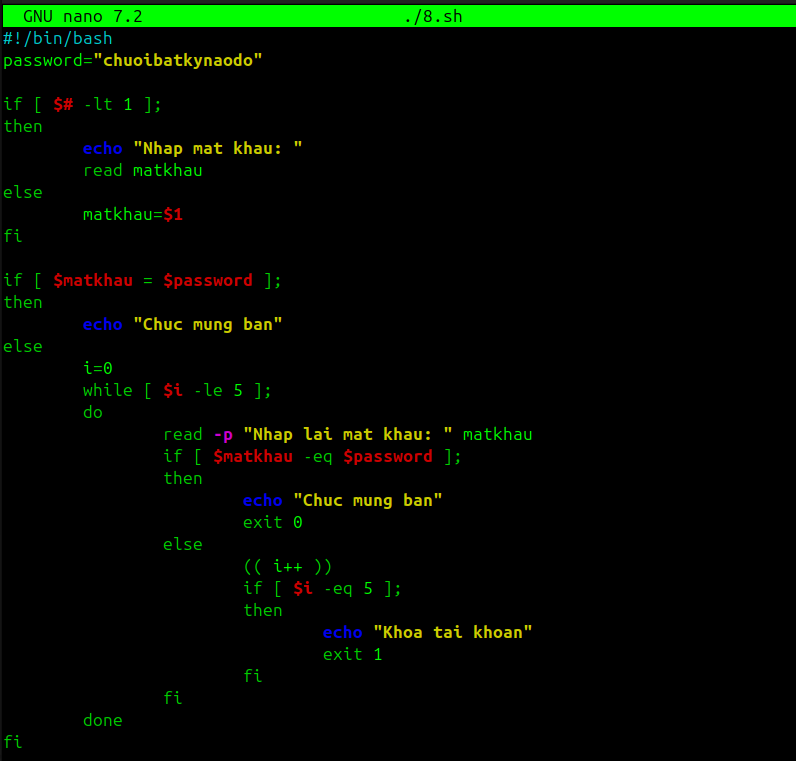 GNU nano 7.2 ./8.sh
#!/bin/bash
password="chuoibatkynaodo"

if [ $# -lt 1 ];
then
        echo "Nhap mat khau: "
        read matkhau
else
        matkhau=$1
fi

if [ $matkhau = $password ];
then
        echo "Chuc mung ban"
else
        i=0
        while [ $i -le 5 ];
        do
                read -p "Nhap lai mat khau: " matkhau
                if [ $matkhau -eq $password ];
                then
                        echo "Chuc mung ban"
                        exit 0
                else
                        (( i++ ))
                        if [ $i -eq 5 ];
                        then
                                echo "Khoa tai khoan"
                                exit 1
                        fi
                fi
        done
fi